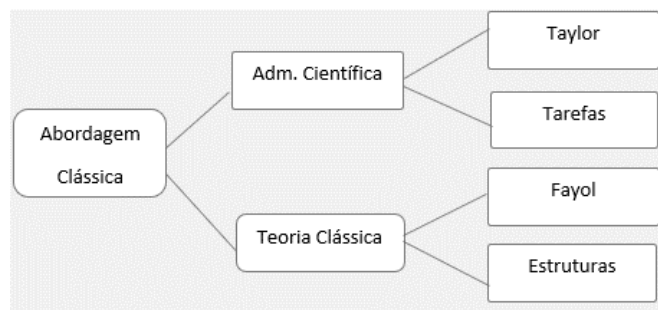 Abordagem
Clássica
Adm. Científica
Taylor
Tarefas
Teoria Clássica
Fayol
Estruturas